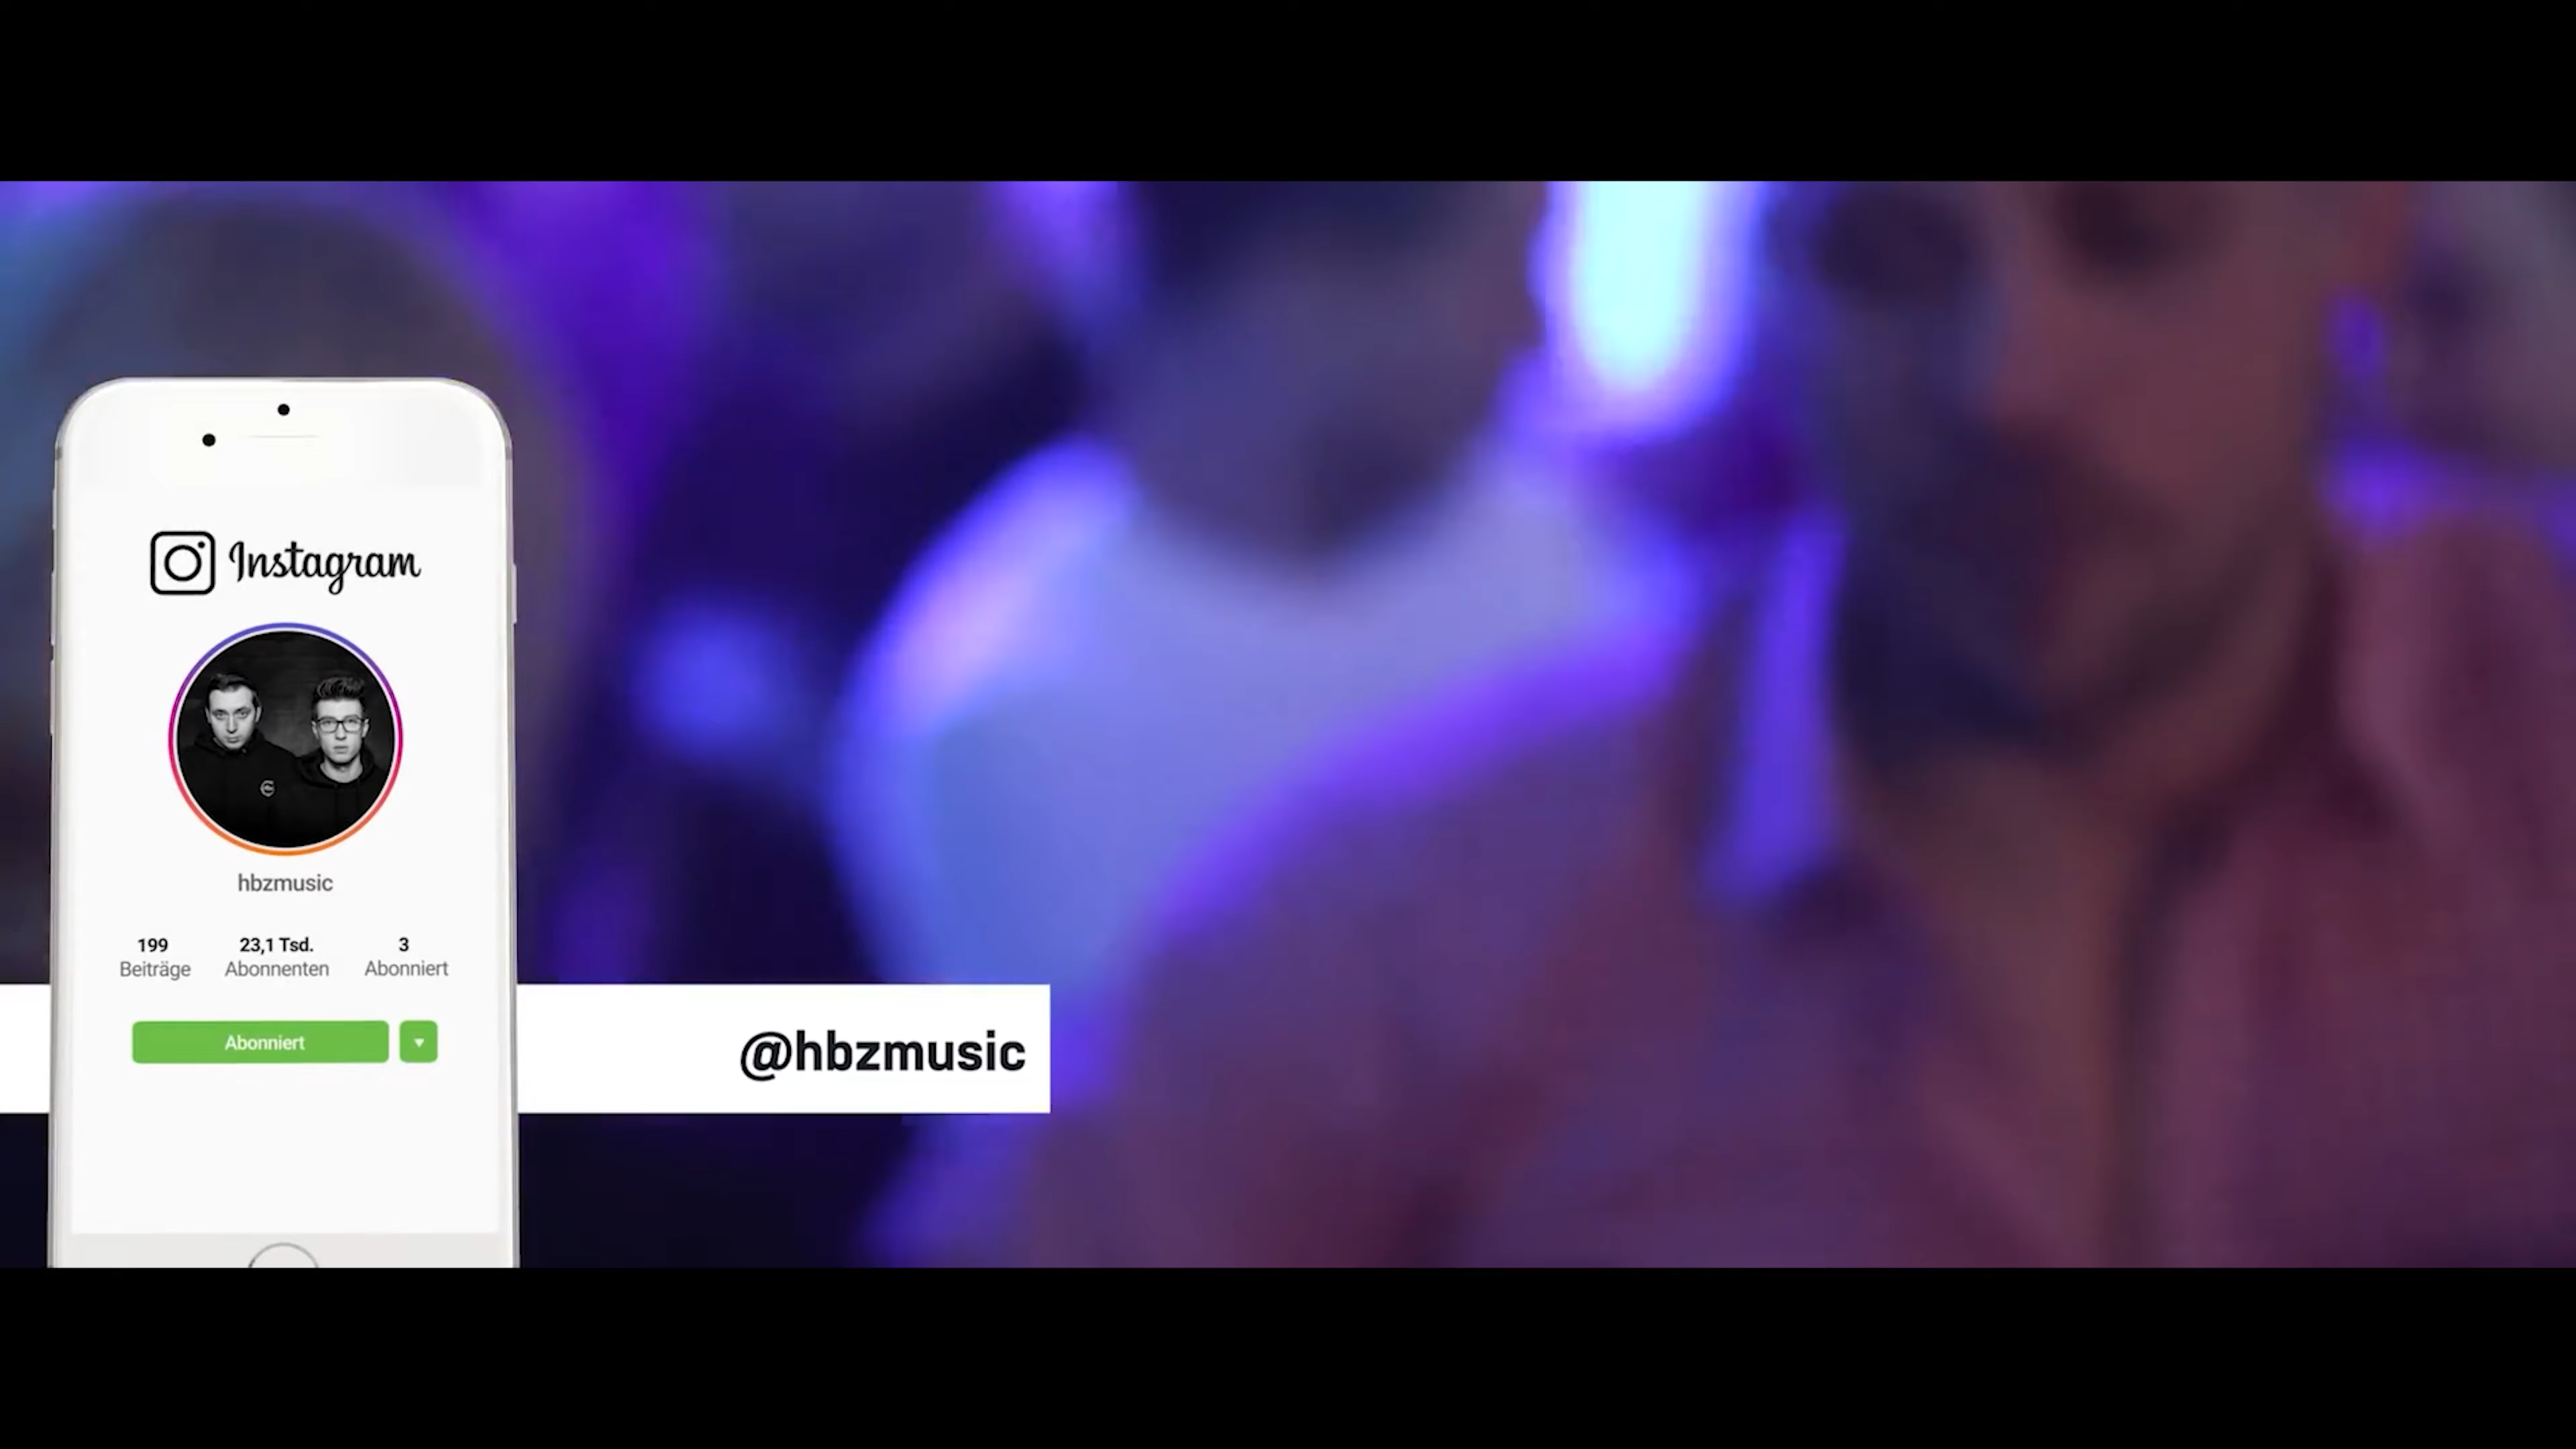 Instagram
hbzmusic
199 23,1 Tsd. 3
Beiträge Abonnenten Abonniert
Abonniert
@hbzmusic